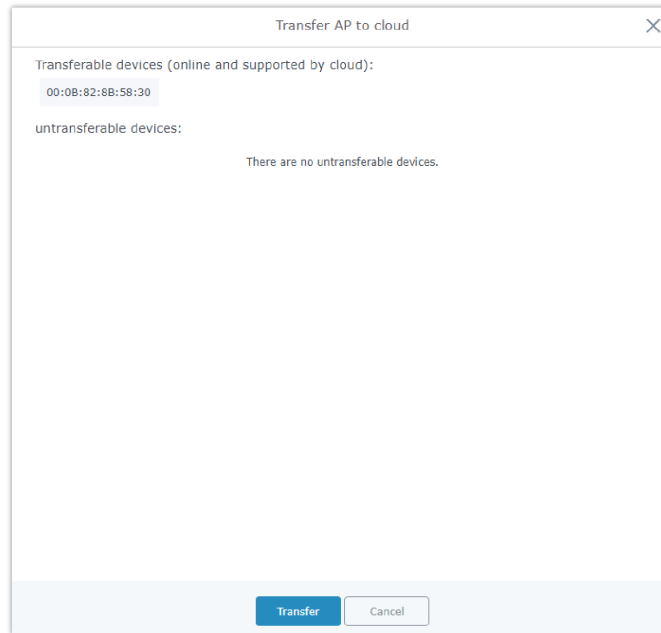 Transfer AP to cloud
Transferable devices (online and supported by cloud):
00:0B:82:8B:58:30
untransferable devices:
There are no untransferable devices.
Transfer
Cancel